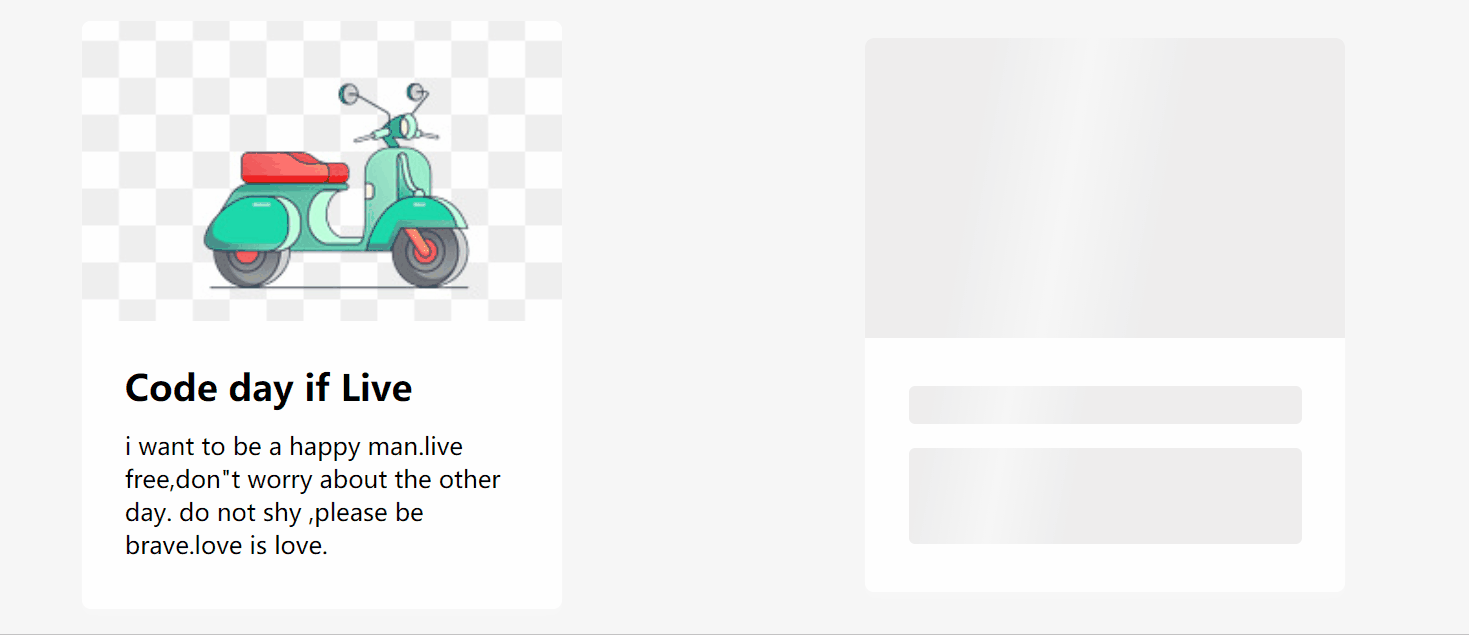 Code day if Live
i want to be a happy man.live
free,don"t worry about the other
day. do not shy ,please be
brave.love is love.